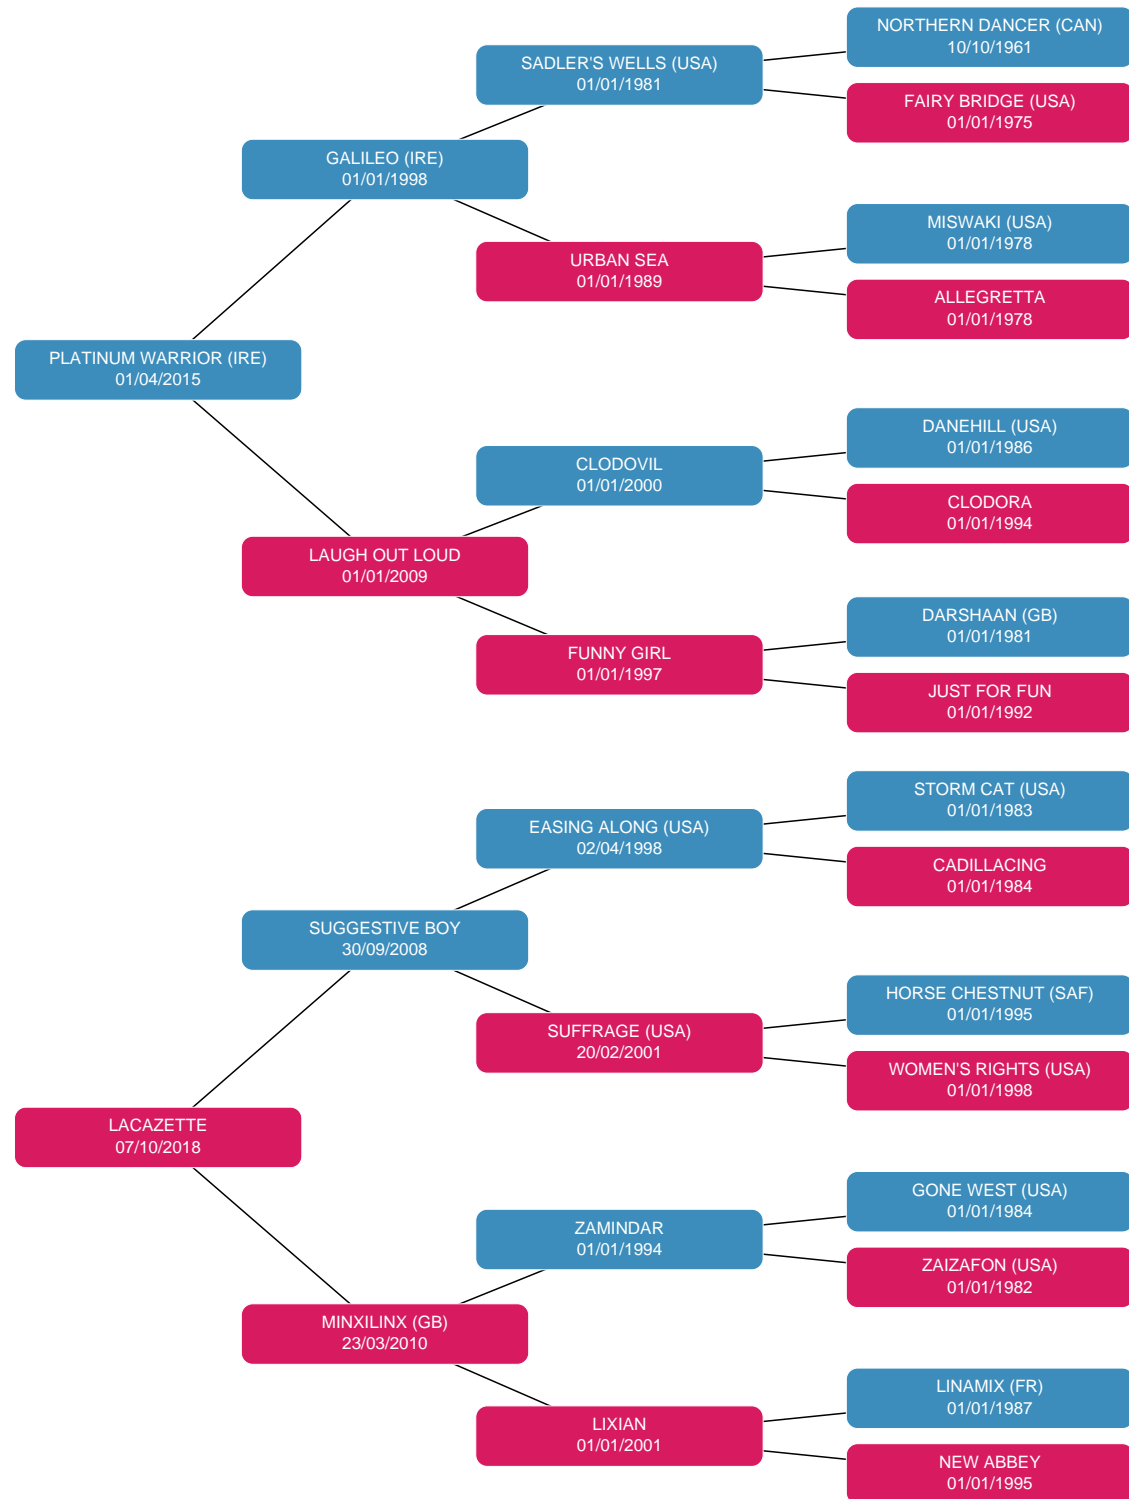 NORTHERN DANCER (CAN)
10/10/1961
SADLER'S WELLS (USA)
01/01/1981
FAIRY BRIDGE (USA)
01/01/1975
GALILEO (IRE)
01/01/1998
MISWAKI (USA)
01/01/1978
URBAN SEA
01/01/1989
ALLEGRETTA
01/01/1978
PLATINUM WARRIOR (IRE)
01/04/2015
DANEHILL (USA)
01/01/1986
CLODOVIL
01/01/2000
CLODORA
01/01/1994
LAUGH OUT LOUD
01/01/2009
DARSHAAN (GB)
01/01/1981
FUNNY GIRL
01/01/1997
JUST FOR FUN
01/01/1992
STORM CAT (USA)
01/01/1983
EASING ALONG (USA)
02/04/1998
CADILLACING
01/01/1984
SUGGESTIVE BOY
30/09/2008
HORSE CHESTNUT (SAF)
01/01/1995
SUFFRAGE (USA)
20/02/2001
WOMEN'S RIGHTS (USA)
01/01/1998
LACAZETTE
07/10/2018
GONE WEST (USA)
01/01/1984
ZAMINDAR
01/01/1994
ZAIZAFON (USA)
01/01/1982
MINXILINX (GB)
23/03/2010
LINAMIX (FR)
01/01/1987
LIXIAN
01/01/2001
NEW ABBEY
01/01/1995